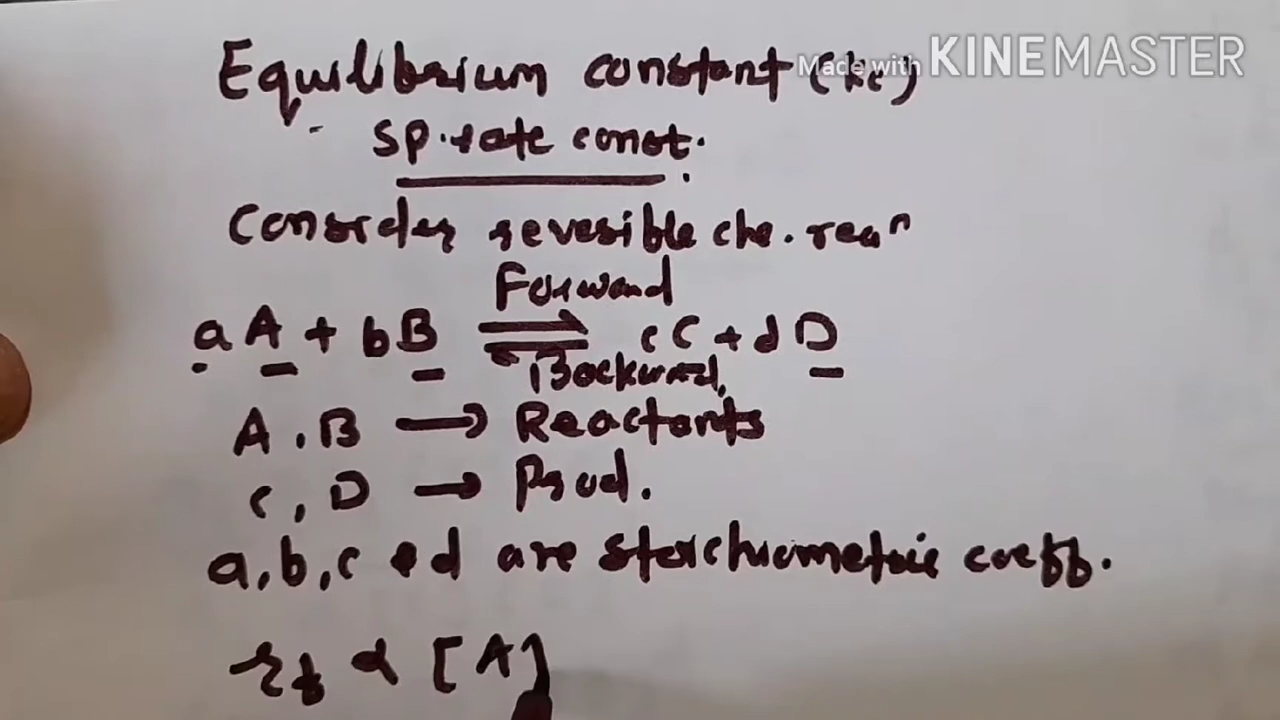 Equilibrium constant (kc)
Made with KINEMASTER
sp. rate const.
Consider revesible che. reaⁿ
Forward
aA + bB ⇌ cC + dD
Backward
A, B → Reactants
C, D → Prod.
a, b, c & d are stoichiometric coeff.
rf α [A]